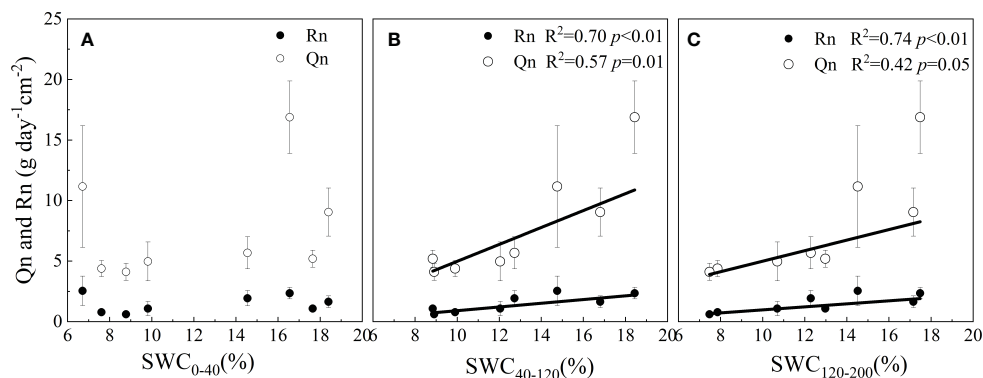 25
20
15
10
5
0
Qn and Rn (g day⁻¹cm⁻²)
A
Rn
Qn
6 8 10 12 14 16 18 20
SWC₀₋₄₀(%)
B
Rn R²=0.70 p<0.01
Qn R²=0.57 p=0.01
6 8 10 12 14 16 18 20
SWC₄₀₋₁₂₀(%)
C
Rn R²=0.74 p<0.01
Qn R²=0.42 p=0.05
6 8 10 12 14 16 18 20
SWC₁₂₀₋₂₀₀(%)